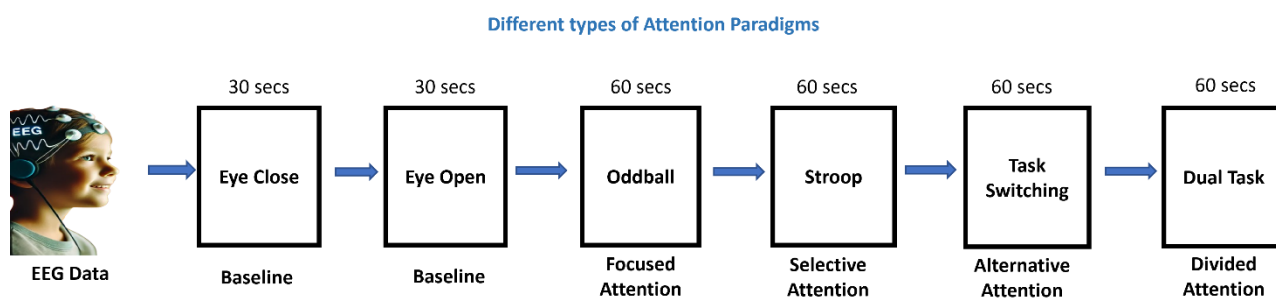 Different types of Attention Paradigms
30 secs
30 secs
60 secs
60 secs
60 secs
60 secs
EEG
Eye Close
Eye Open
Oddball
Stroop
Task
Switching
Dual Task
EEG Data
Baseline
Baseline
Focused
Attention
Selective
Attention
Alternative
Attention
Divided
Attention